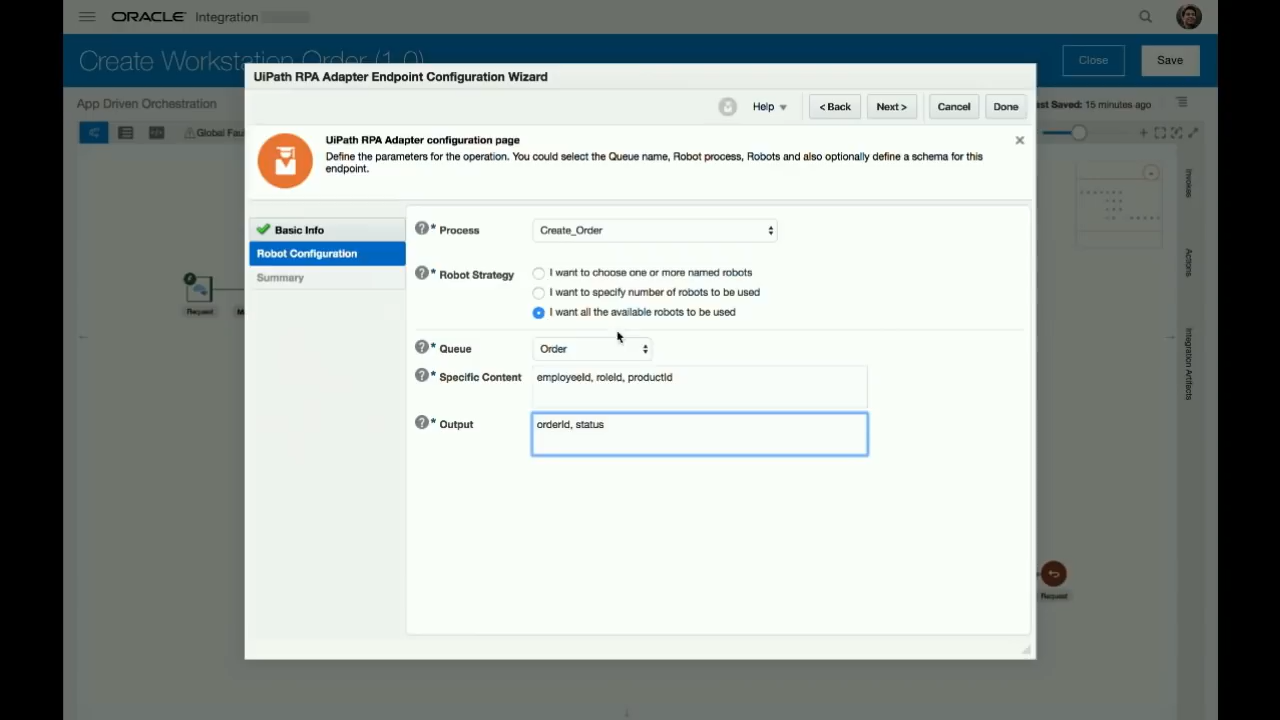 ORACLE Integration
Create Workstation Order (1.0)
Close
Save
App Driven Orchestration
ast Saved: 15 minutes ago
Global Fau
UiPath RPA Adapter Endpoint Configuration Wizard
Help
< Back
Next >
Cancel
Done
UiPath RPA Adapter configuration page
Define the parameters for the operation. You could select the Queue name, Robot process, Robots and also optionally define a schema for this
endpoint.
Basic Info
Robot Configuration
Summary
? * Process
Create_Order
? * Robot Strategy
I want to choose one or more named robots
I want to specify number of robots to be used
I want all the available robots to be used
? * Queue
Order
? * Specific Content
employeeId, roleId, productId
? * Output
orderId, status
Request
M
Invokes
Actions
Integration Artifacts
Request